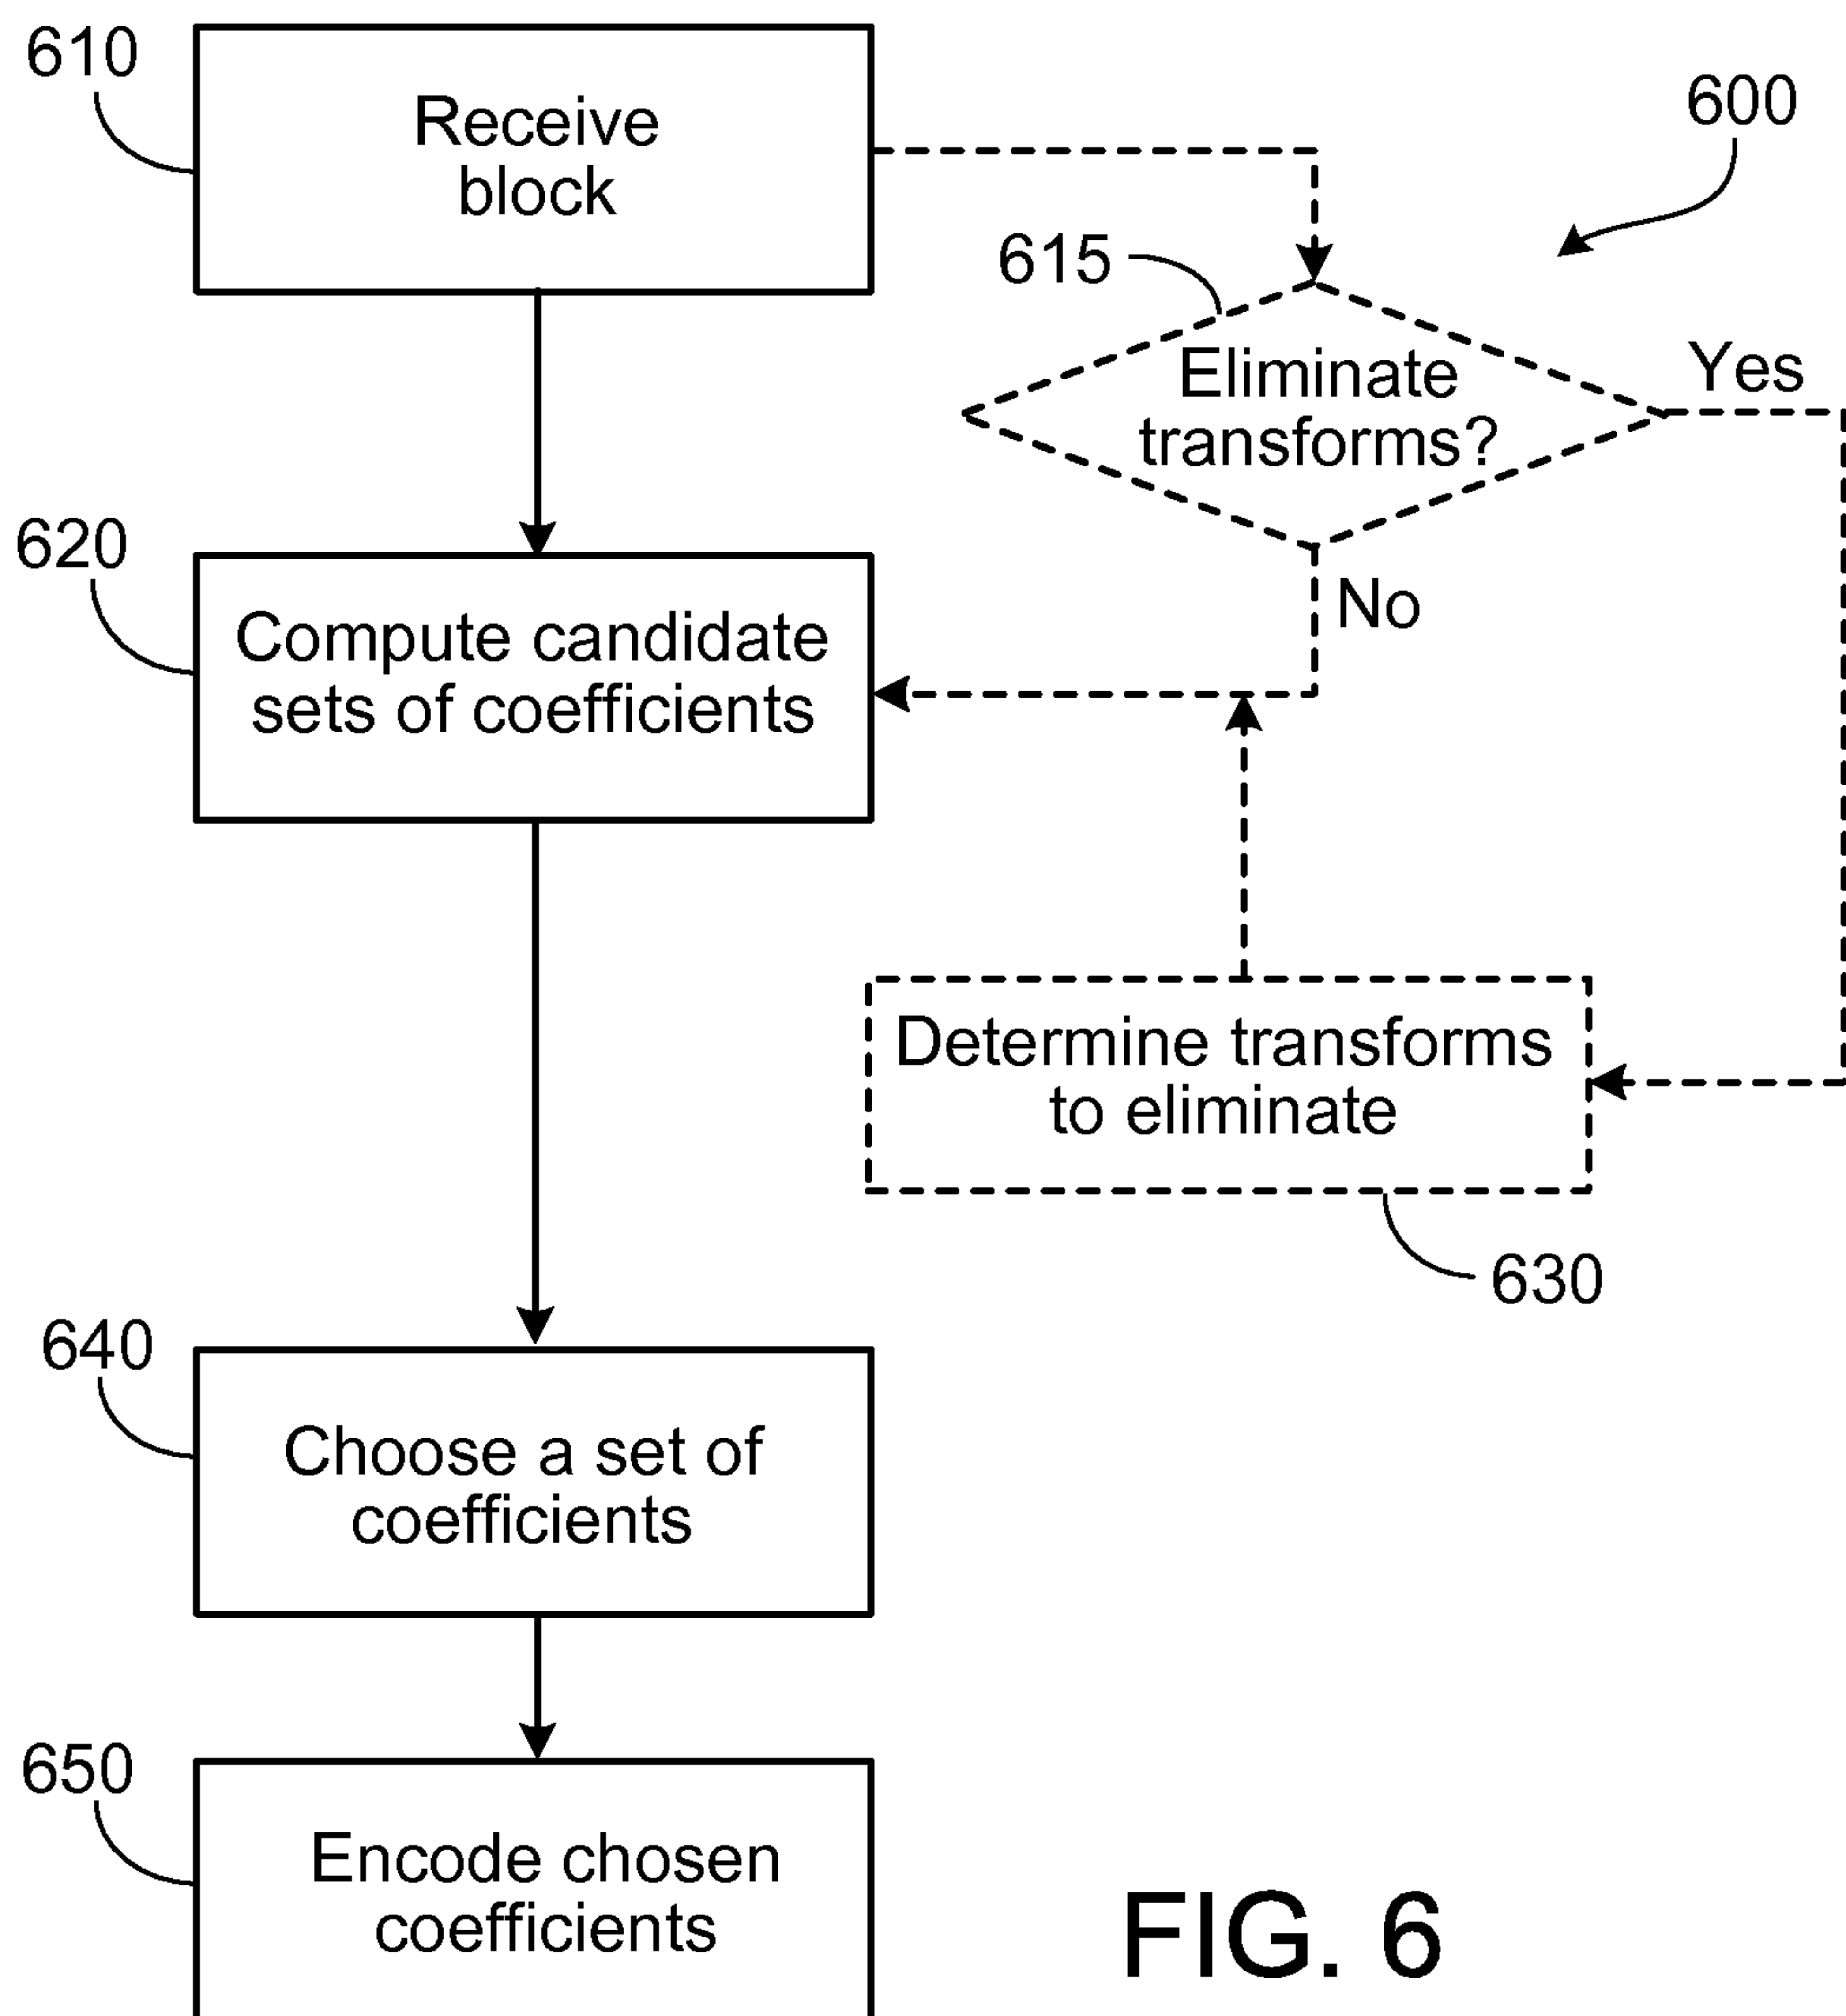 610
Receive
block
600
615
Eliminate
transforms?
Yes
No
620
Compute candidate
sets of coefficients
Determine transforms
to eliminate
630
640
Choose a set of
coefficients
650
Encode chosen
coefficients
FIG. 6